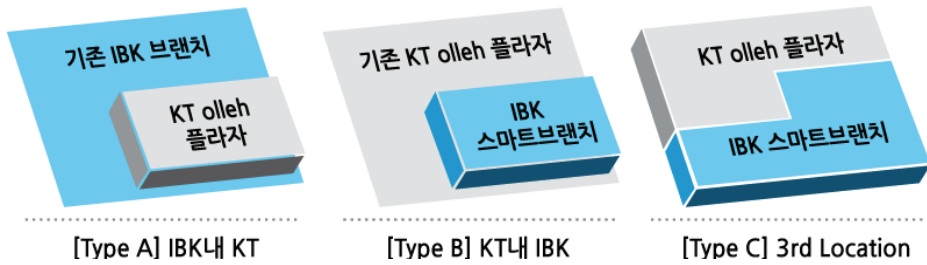 기존 IBK 브랜치
KT olleh
플라자
[Type A] IBK내 KT
기존 KT olleh 플라자
IBK
스마트브랜치
[Type B] KT내 IBK
KT olleh 플라자
IBK 스마트브랜치
[Type C] 3rd Location